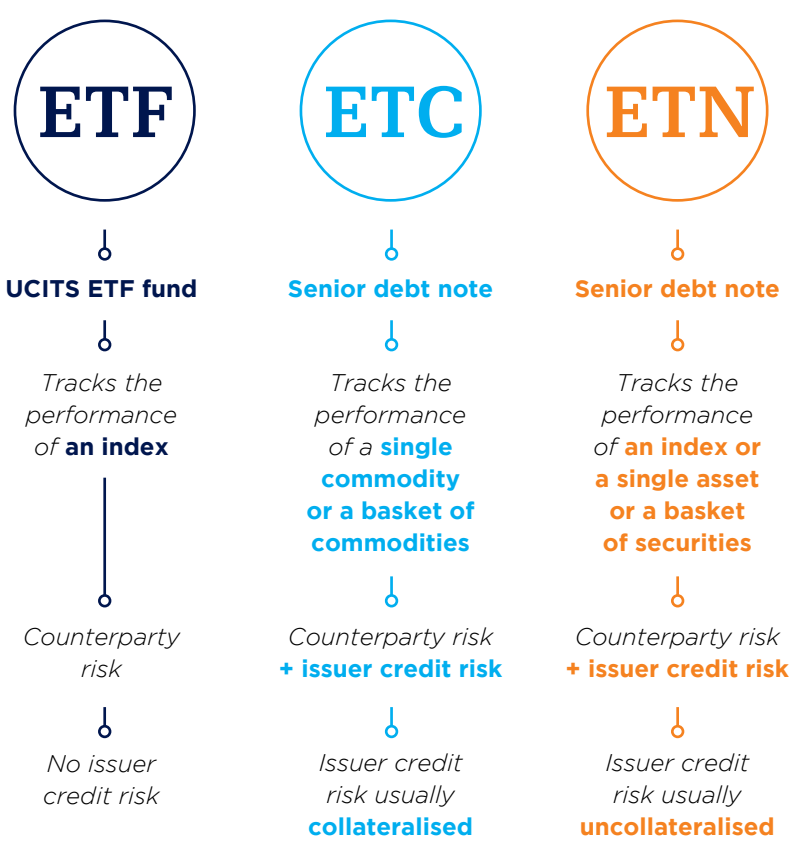 ETF
UCITS ETF fund
Tracks the
performance
of an index
Counterparty
risk
No issuer
credit risk
ETC
Senior debt note
Tracks the
performance
of a single
commodity
or a basket of
commodities
Counterparty risk
+ issuer credit risk
Issuer credit
risk usually
collateralised
ETN
Senior debt note
Tracks the
performance
of an index or
a single asset
or a basket
of securities
Counterparty risk
+ issuer credit risk
Issuer credit
risk usually
uncollateralised